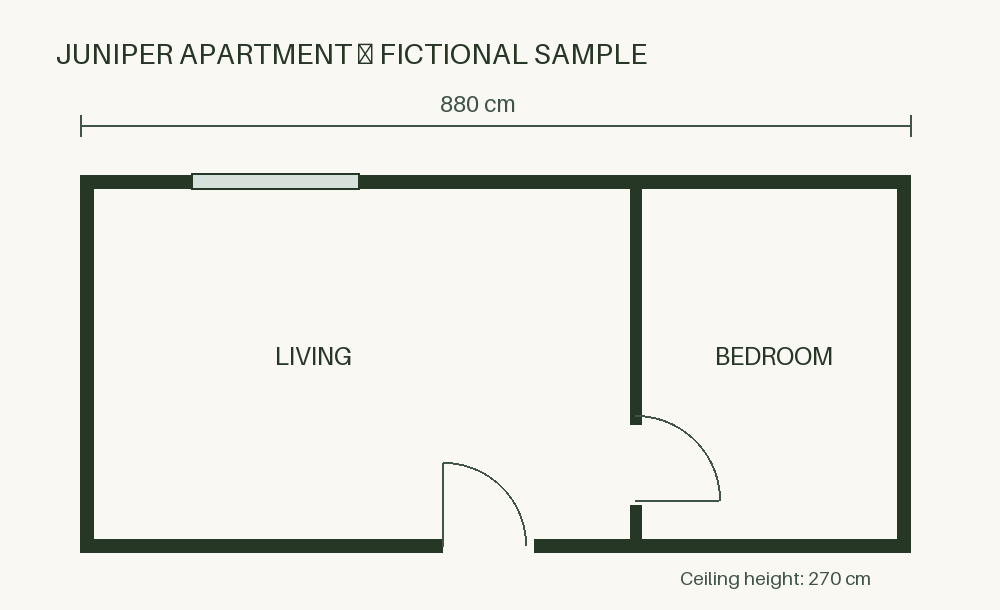 JUNIPER APARTMENT FICTIONAL SAMPLE
880 cm
LIVING
BEDROOM
Ceiling height: 270 cm